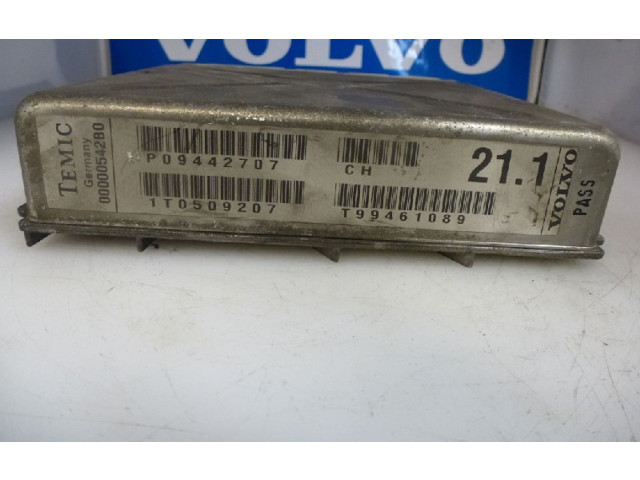 VOLVO
TEMIC
Germany
00000542B0
P09442707
1T0509207
CH
T99461089
21.1
VOLVO
PASS